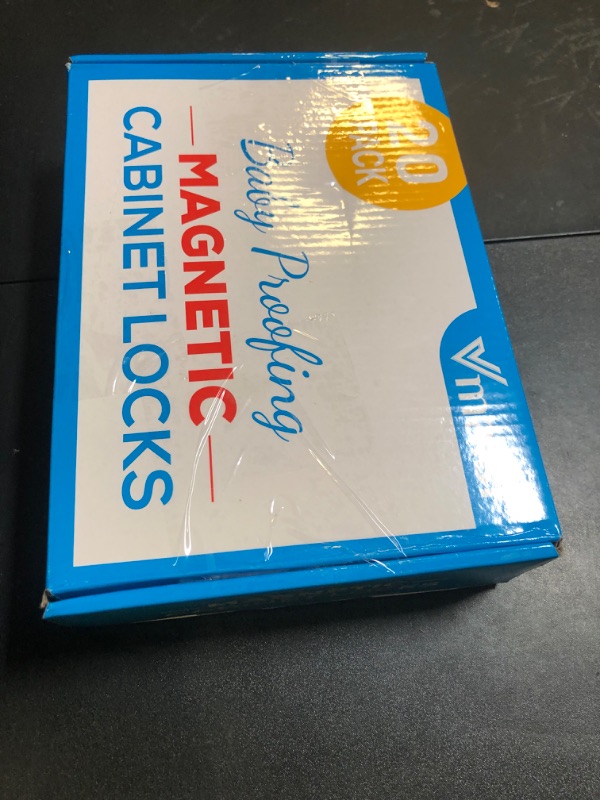 20
PACK
Baby Proofing
MAGNETIC
CABINET LOCKS